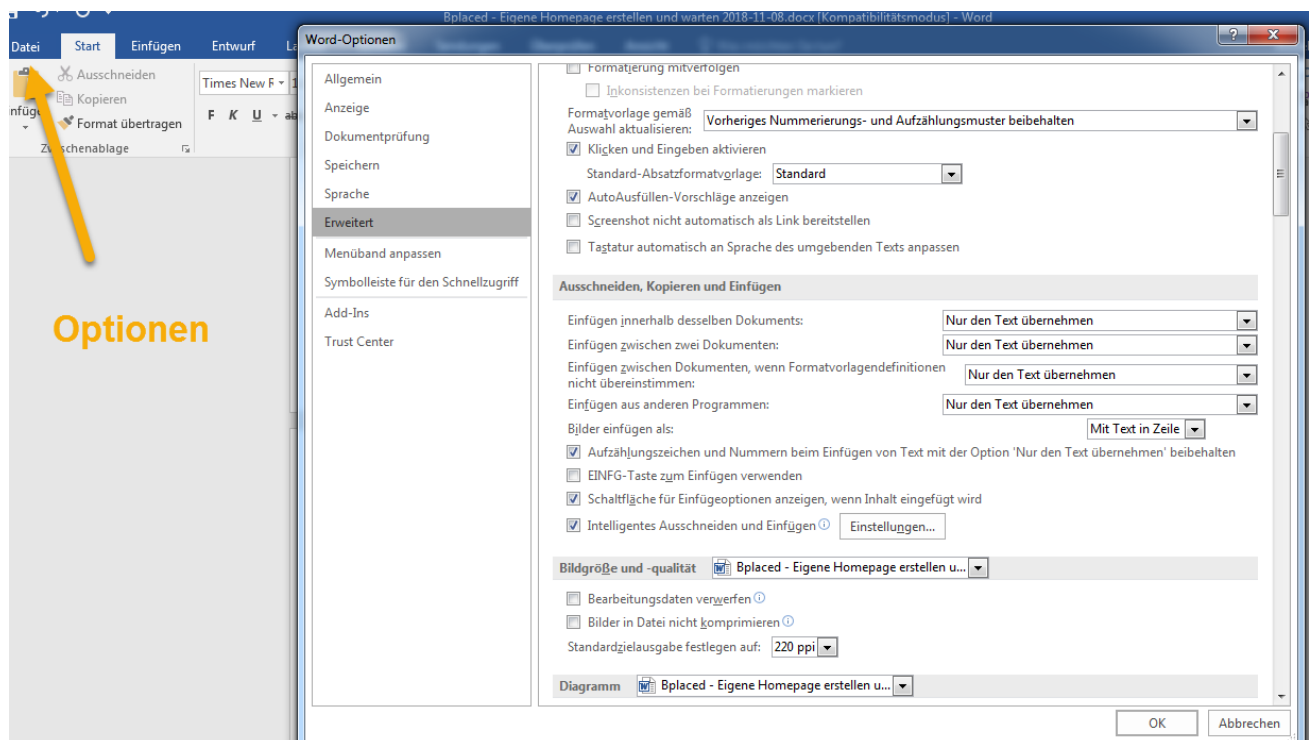 Bplaced - Eigene Homepage erstellen und warten 2018-11-08.docx [Kompatibilitätsmodus] - Word
Datei Start Einfügen Entwurf
Ausschneiden
Kopieren
Format übertragen
Times New
F K U
Optionen
Word-Optionen
Allgemein
Anzeige
Dokumentprüfung
Speichern
Sprache
Erweitert
Menüband anpassen
Symbolleiste für den Schnellzugriff
Add-Ins
Trust Center
Formatierung mitverfolgen
Inkonsistenzen bei Formatierungen markieren
Formatvorlage gemäß
Auswahl aktualisieren: Vorheriges Nummerierungs- und Aufzählungsmuster beibehalten
Klicken und Eingeben aktivieren
Standard-Absatzformatvorlage: Standard
AutoAusfüllen-Vorschläge anzeigen
Screenshot nicht automatisch als Link bereitstellen
Tastatur automatisch an Sprache des umgebenden Texts anpassen
Ausschneiden, Kopieren und Einfügen
Einfügen innerhalb desselben Dokuments: Nur den Text übernehmen
Einfügen zwischen zwei Dokumenten: Nur den Text übernehmen
Einfügen zwischen Dokumenten, wenn Formatvorlagendefinitionen
nicht übereinstimmen: Nur den Text übernehmen
Einfügen aus anderen Programmen: Nur den Text übernehmen
Bilder einfügen als: Mit Text in Zeile
Aufzählungszeichen und Nummern beim Einfügen von Text mit der Option 'Nur den Text übernehmen' beibehalten
EINFG-Taste zum Einfügen verwenden
Schaltfläche für Einfügeoptionen anzeigen, wenn Inhalt eingefügt wird
Intelligentes Ausschneiden und Einfügen Einstellungen...
Bildgröße und -qualität Bplaced - Eigene Homepage erstellen u...
Bearbeitungsdaten verwerfen
Bilder in Datei nicht komprimieren
Standardzielausgabe festlegen auf: 220 ppi
Diagramm Bplaced - Eigene Homepage erstellen u...
OK Abbrechen